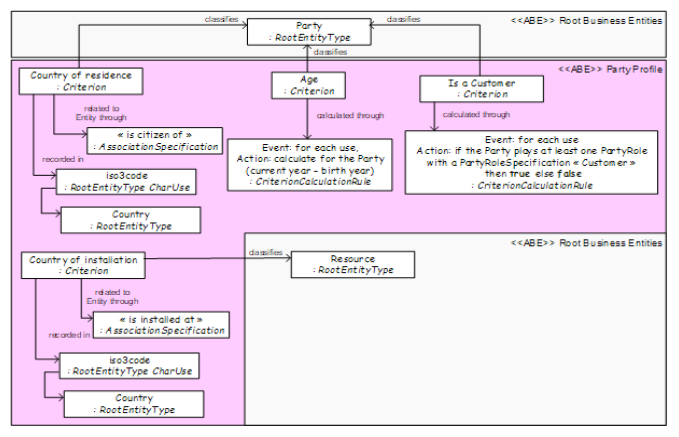 classifies
Party
: RootEntityType
classifies
<<ABE>> Root Business Entities
classifies
<<ABE>> Party Profile
Country of residence
: Criterion
Age
: Criterion
Is a Customer
: Criterion
related to
Entity through
calculated through
calculated through
« is citizen of »
: AssociationSpecification
Event: for each use,
Action: calculate for the Party
(current year – birth year)
: CriterionCalculationRule
Event: for each use
Action: if the Party plays at least one PartyRole
with a PartyRoleSpecification « Customer »
then true else false
: CriterionCalculationRule
recorded in
iso3code
: RootEntityType CharUse
Country
: RootEntityType
<<ABE>> Root Business Entities
Country of installation
: Criterion
classifies
Resource
: RootEntityType
related to
Entity through
« is installed at »
: AssociationSpecification
recorded in
iso3code
: RootEntityType CharUse
Country
: RootEntityType